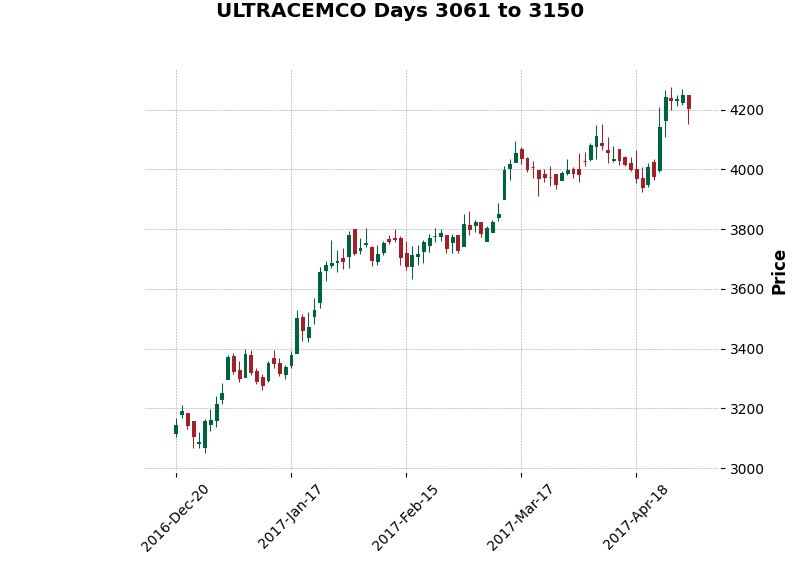 ULTRACEMCO Days 3061 to 3150
4200
4000
3800
3600
3400
3200
3000
Price
2016-Dec-20
2017-Jan-17
2017-Feb-15
2017-Mar-17
2017-Apr-18